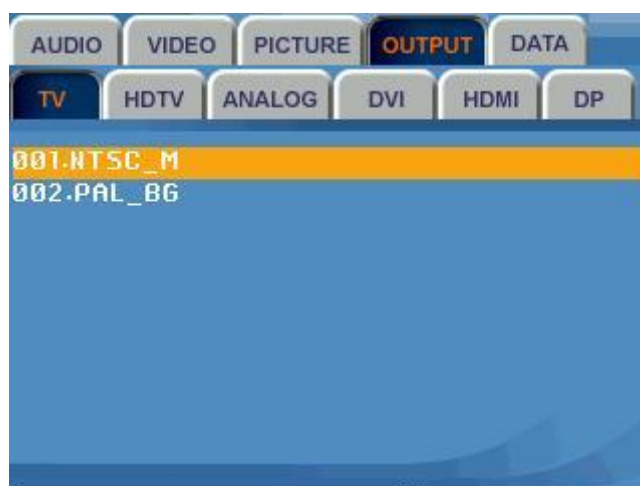 AUDIO VIDEO PICTURE OUTPUT DATA
TV HDTV ANALOG DVI HDMI DP
001.NTSC_M
002.PAL_BG